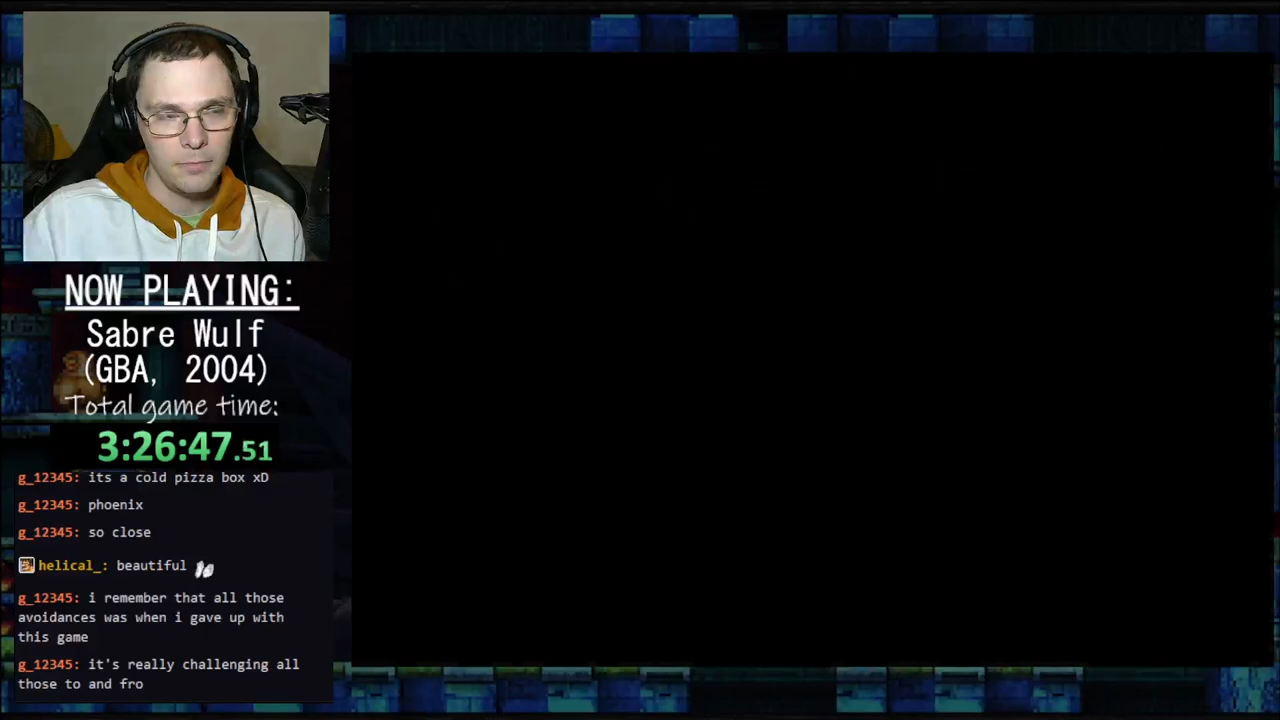 NOW PLAYING:
Sabre Wulf
(GBA, 2004)
Total game time:
3:26:47.51
g_12345: its a cold pizza box xD
g_12345: phoenix
g_12345: so close
helical_: beautiful
g_12345: i remember that all those
avoidances was when i gave up with
this game
g_12345: it's really challenging all
those to and fro